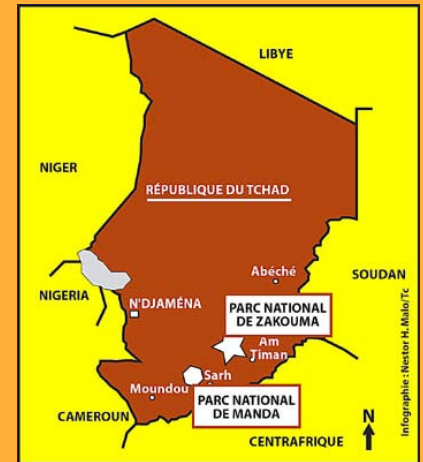 LIBYE
NIGER
RÉPUBLIQUE DU TCHAD
Abéché
SOUDAN
NIGERIA
N'DJAMÉNA
PARC NATIONAL
DE ZAKOUMA
Am
Timan
Sarh
Moundou
PARC NATIONAL
DE MANDA
CAMEROUN
CENTRAFRIQUE
N
Infographie : Nestor H. Malo/Tc